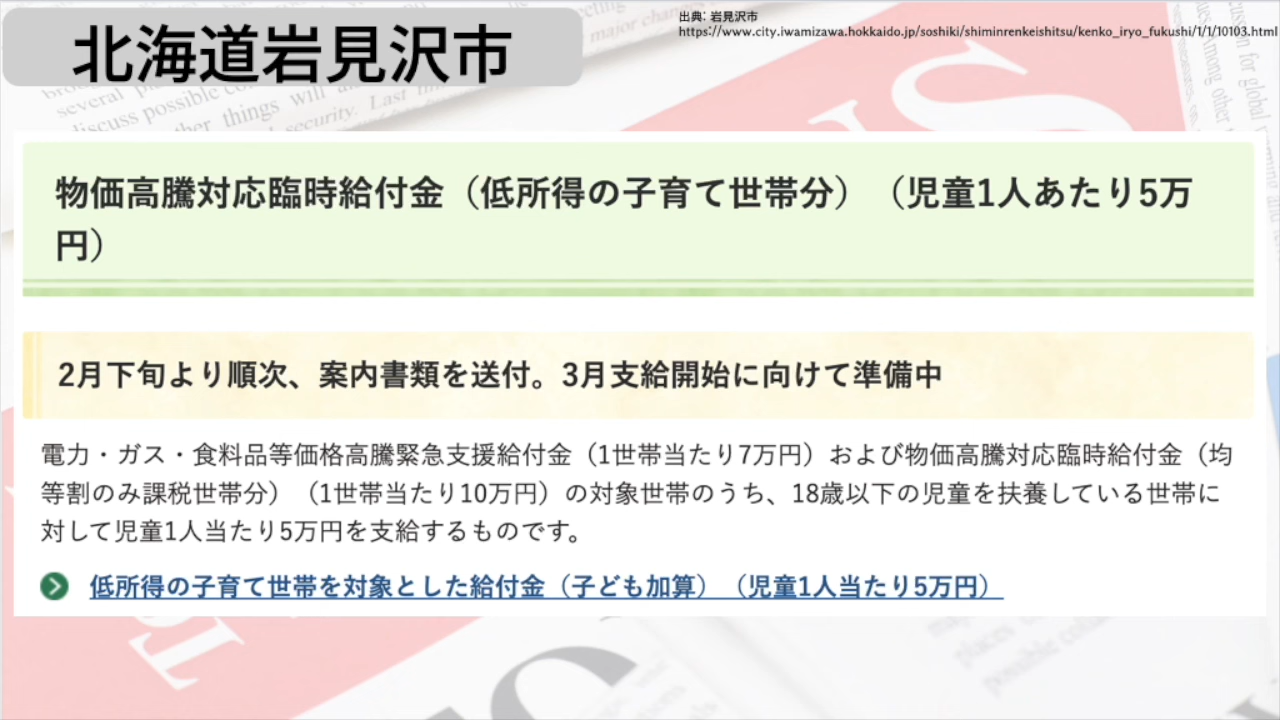 北海道岩見沢市
出典: 岩見沢市
https://www.city.iwamizawa.hokkaido.jp/soshiki/shiminrenkeishitsu/kenko_iryo_fukushi/1/1/10103.html
物価高騰対応臨時給付金（低所得の子育て世帯分）（児童1人あたり5万
円）
2月下旬より順次、案内書類を送付。3月支給開始に向けて準備中
電力・ガス・食料品等価格高騰緊急支援給付金（1世帯当たり7万円）および物価高騰対応臨時給付金（均
等割のみ課税世帯分）（1世帯当たり10万円）の対象世帯のうち、18歳以下の児童を扶養している世帯に
対して児童1人当たり5万円を支給するものです。
低所得の子育て世帯を対象とした給付金（子ども加算）（児童1人当たり5万円）